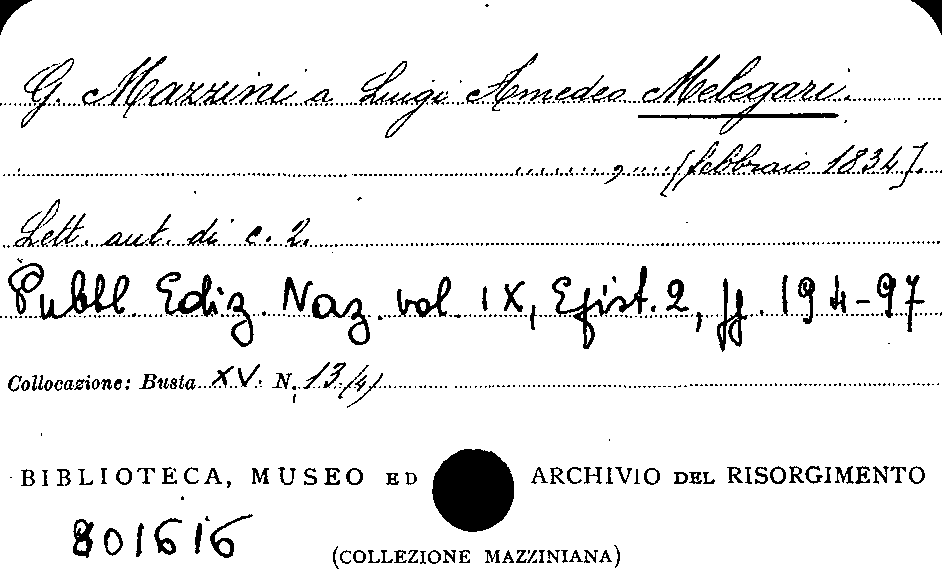 G. Mazzini a Luigi Amedeo Melegari.
........, .... [febbraio 1834].
Lett. aut. di c. 2.
Pubbl. Ediz. Naz. vol. IX, Epist. 2, pp. 194-97
Collocazione: Busta XV. N. 13/4/
BIBLIOTECA, MUSEO ED ARCHIVIO DEL RISORGIMENTO
801616
(COLLEZIONE MAZZINIANA)